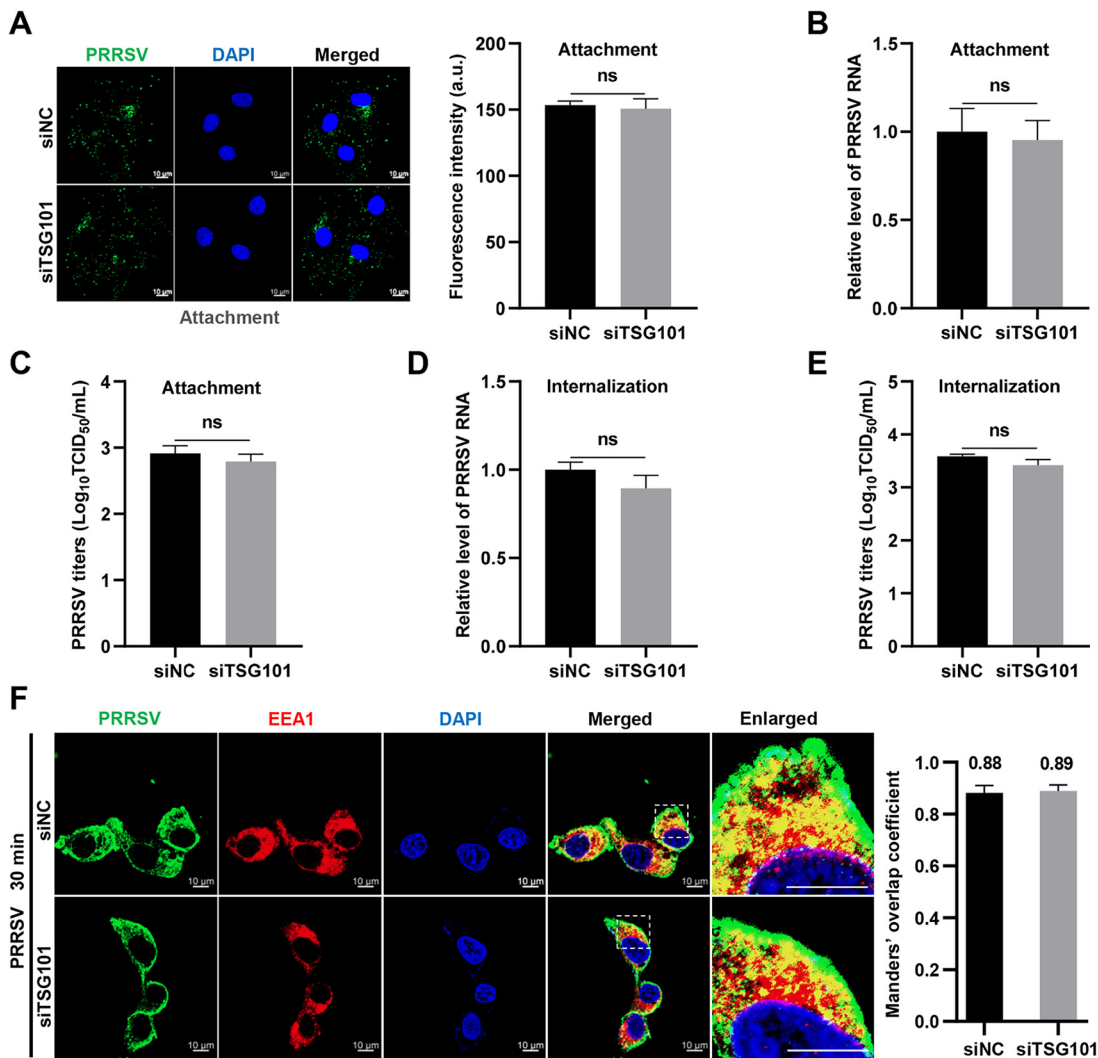 A
PRRSV DAPI Merged
siNC
10 µm 10 µm 10 µm
siTSG101
10 µm 10 µm 10 µm
Attachment
Fluorescence intensity (a.u.)
200
150
100
50
0
Attachment
ns
siNC siTSG101
B
Relative level of PRRSV RNA
1.5
1.0
0.5
0.0
Attachment
ns
siNC siTSG101
C
PRRSV titers (Log10TCID50/mL)
4
3
2
1
0
Attachment
ns
siNC siTSG101
D
Relative level of PRRSV RNA
1.5
1.0
0.5
0.0
Internalization
ns
siNC siTSG101
E
PRRSV titers (Log10TCID50/mL)
5
4
3
2
1
0
Internalization
ns
siNC siTSG101
F
PRRSV EEA1 DAPI Merged Enlarged
PRRSV 30 min
siNC
10 µm 10 µm 10 µm 10 µm
siTSG101
10 µm 10 µm 10 µm 10 µm
Manders' overlap coefficient
1.0
0.8
0.6
0.4
0.2
0.0
0.88 0.89
siNC siTSG101